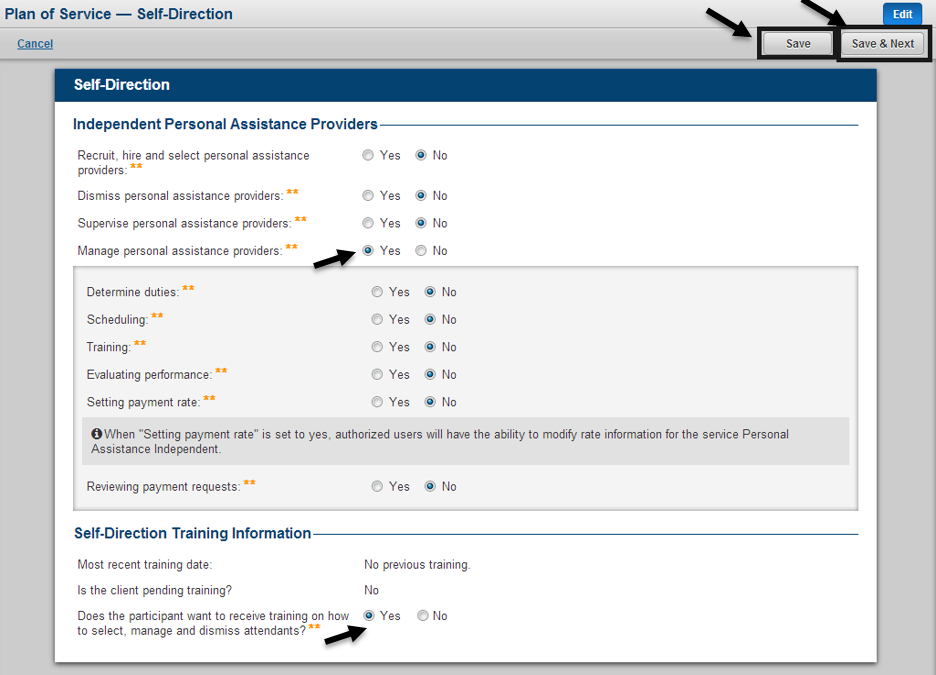 Plan of Service — Self-Direction
Edit
Cancel
Save
Save & Next
Self-Direction
Independent Personal Assistance Providers
Recruit, hire and select personal assistance
providers: **
Yes No
Dismiss personal assistance providers: ** Yes No
Supervise personal assistance providers: ** Yes No
Manage personal assistance providers: ** Yes No
Determine duties: ** Yes No
Scheduling: ** Yes No
Training: ** Yes No
Evaluating performance: ** Yes No
Setting payment rate: ** Yes No
When "Setting payment rate" is set to yes, authorized users will have the ability to modify rate information for the service Personal
Assistance Independent.
Reviewing payment requests: ** Yes No
Self-Direction Training Information
Most recent training date: No previous training.
Is the client pending training? No
Does the participant want to receive training on how
to select, manage and dismiss attendants? **
Yes No